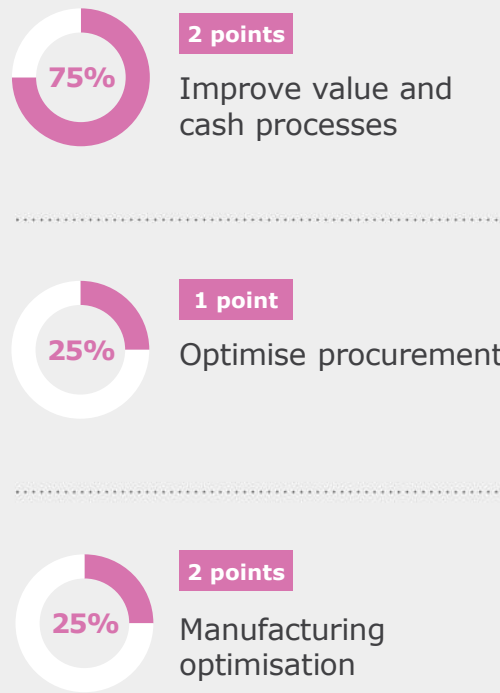 75%
2 points
Improve value and
cash processes
25%
1 point
Optimise procurement
25%
2 points
Manufacturing
optimisation